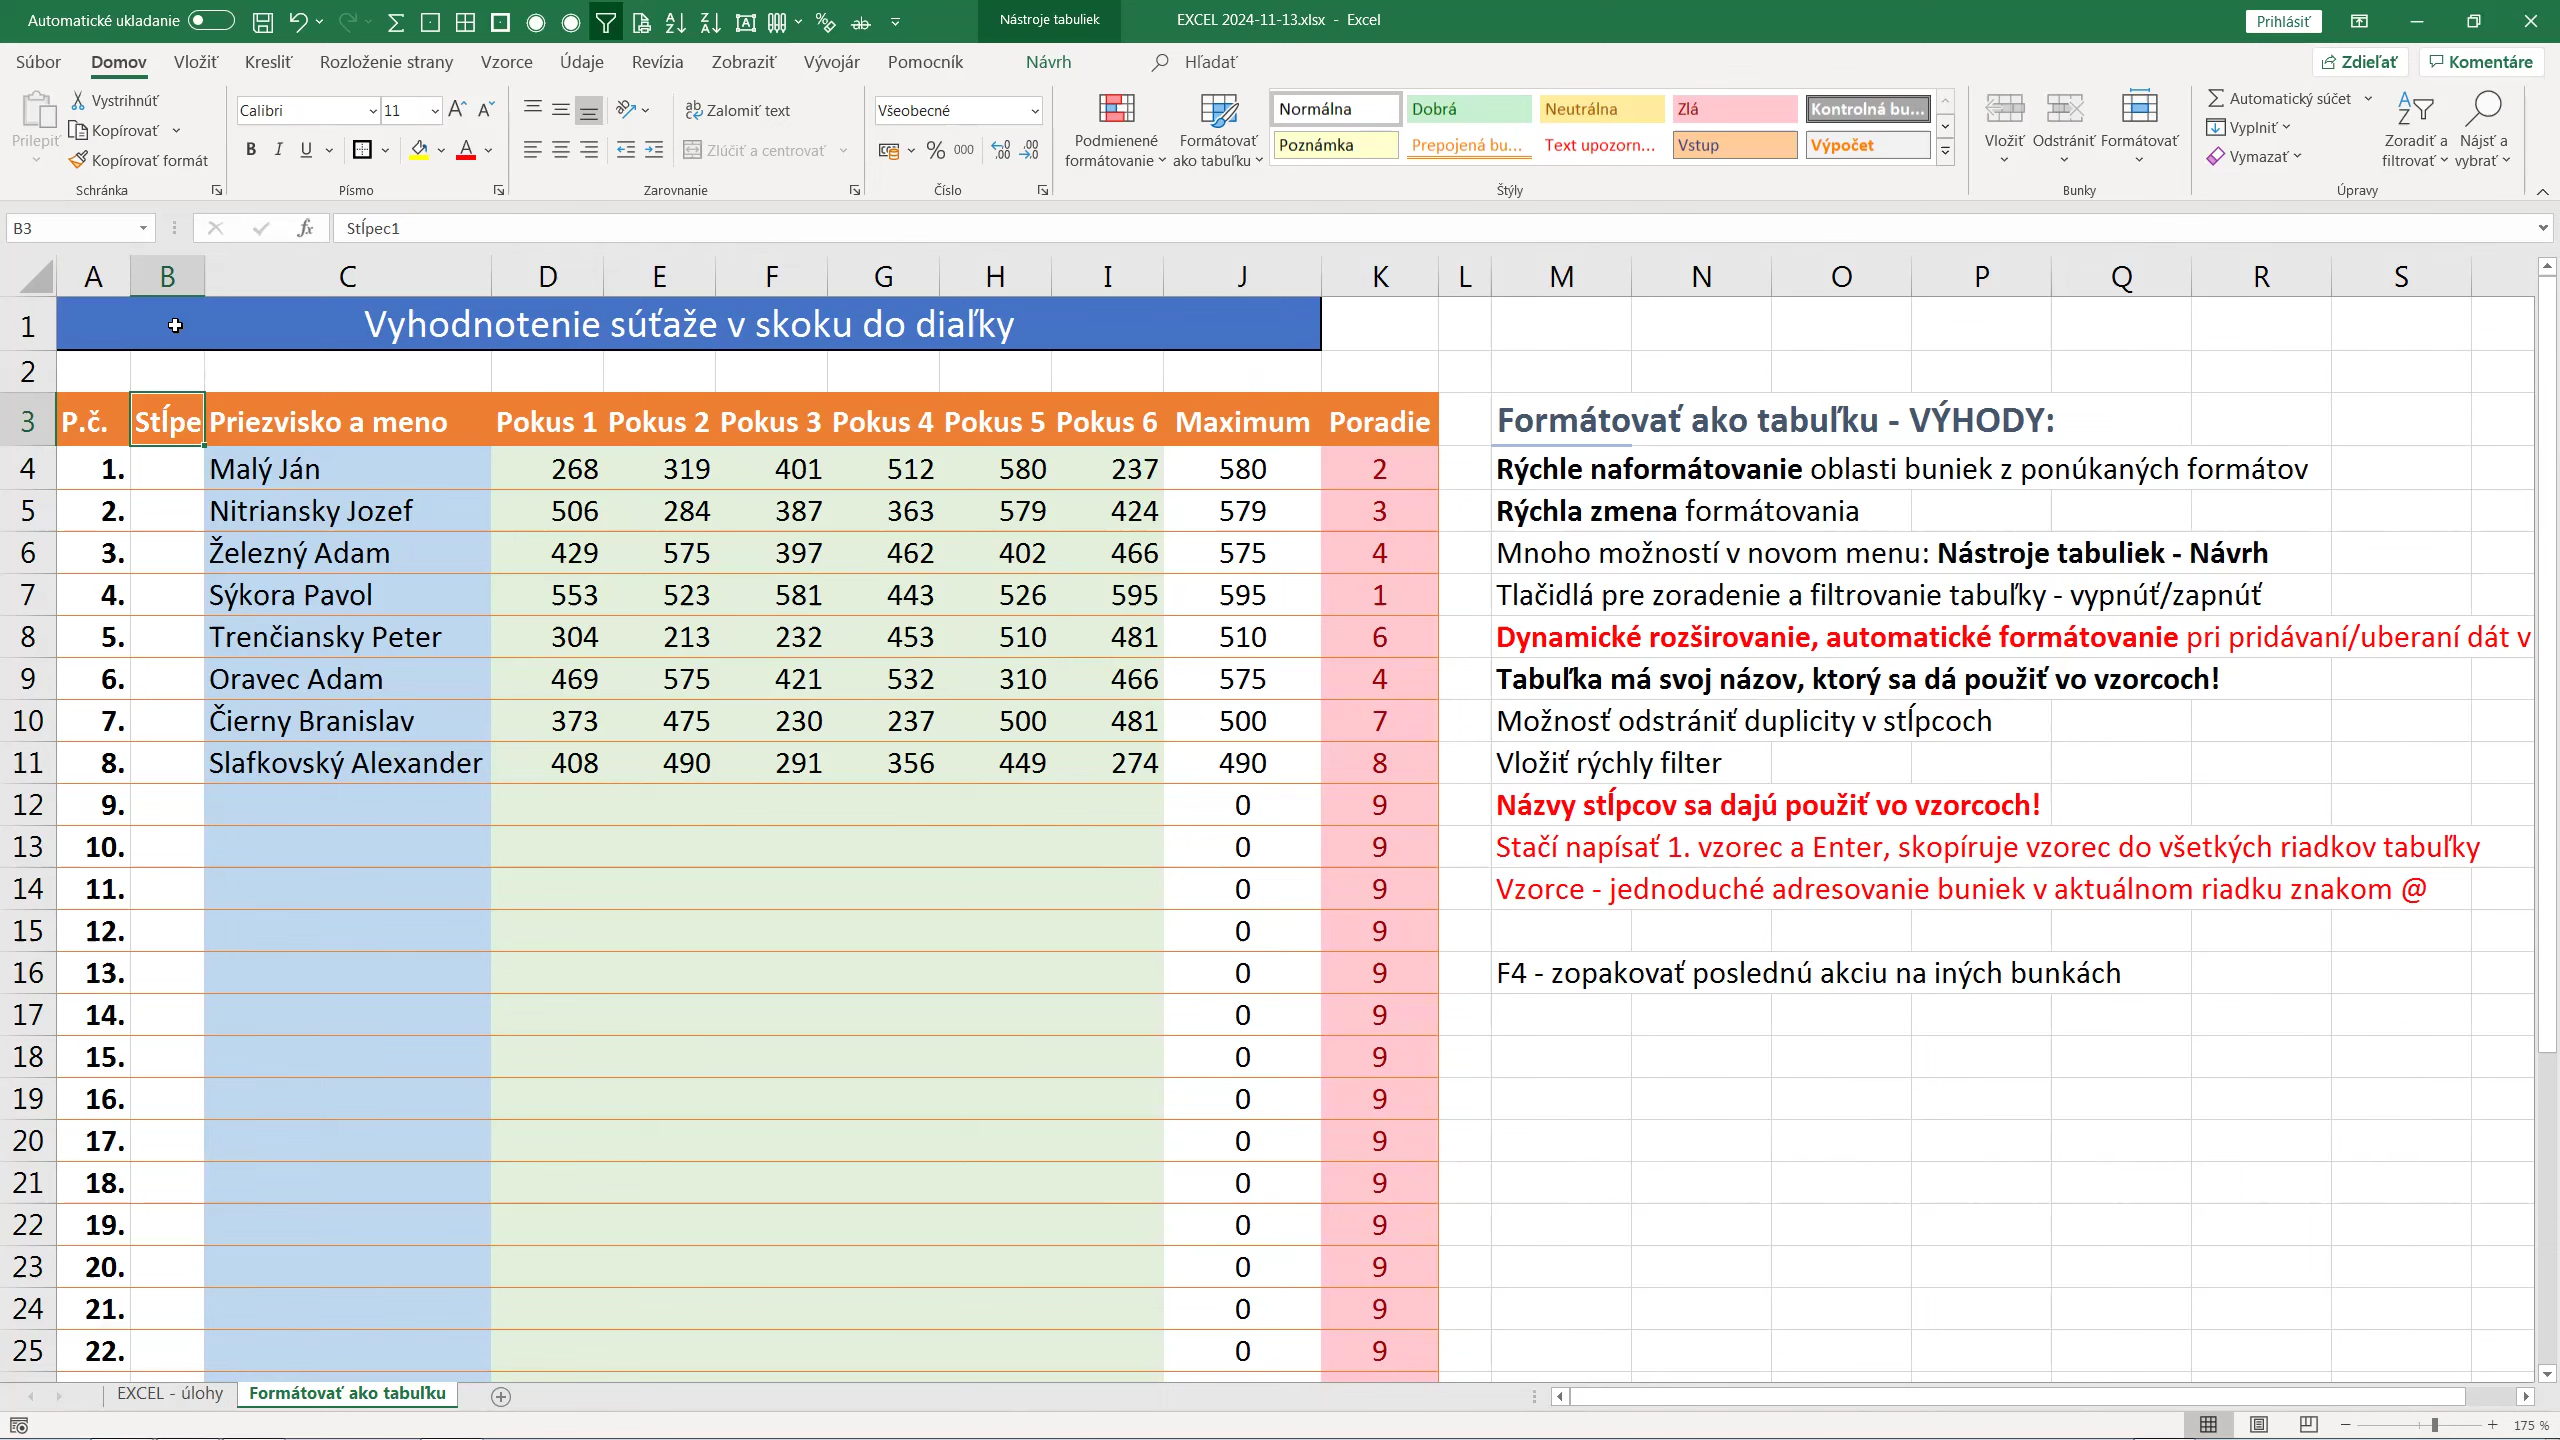 Automatické ukladanie
Nástroje tabuliek
EXCEL 2024-11-13.xlsx - Excel
Prihlásiť
Súbor Domov Vložiť Kresliť Rozloženie strany Vzorce Údaje Revízia Zobraziť Vývojár Pomocník Návrh Hľadať Zdieľať Komentáre
Prilepiť
Vystrihnúť
Kopírovať
Kopírovať formát
Schránka
Calibri 11
B I U
Písmo
Zalomiť text
Zlúčiť a centrovať
Zarovnanie
Všeobecné
% 000
Číslo
Podmienené formátovanie
Formátovať ako tabuľku
Normálna Dobrá Neutrálna Zlá Kontrolná bu...
Poznámka Prepojená bu... Text upozorn... Vstup Výpočet
Štýly
Vložiť Odstrániť Formátovať
Bunky
Automatický súčet
Vyplniť
Vymazať
Zoradiť a filtrovať
Nájsť a vybrať
Úpravy
B3 fx Stĺpec1
A B C D E F G H I J K L M N O P Q R S
1 Vyhodnotenie súťaže v skoku do diaľky
2
3 P.č. Stĺpe Priezvisko a meno Pokus 1 Pokus 2 Pokus 3 Pokus 4 Pokus 5 Pokus 6 Maximum Poradie Formátovať ako tabuľku - VÝHODY:
4 1. Malý Ján 268 319 401 512 580 237 580 2 Rýchle naformátovanie oblasti buniek z ponúkaných formátov
5 2. Nitriansky Jozef 506 284 387 363 579 424 579 3 Rýchla zmena formátovania
6 3. Železný Adam 429 575 397 462 402 466 575 4 Mnoho možností v novom menu: Nástroje tabuliek - Návrh
7 4. Sýkora Pavol 553 523 581 443 526 595 595 1 Tlačidlá pre zoradenie a filtrovanie tabuľky - vypnúť/zapnúť
8 5. Trenčiansky Peter 304 213 232 453 510 481 510 6 Dynamické rozširovanie, automatické formátovanie pri pridávaní/uberaní dát v
9 6. Oravec Adam 469 575 421 532 310 466 575 4 Tabuľka má svoj názov, ktorý sa dá použiť vo vzorcoch!
10 7. Čierny Branislav 373 475 230 237 500 481 500 7 Možnosť odstrániť duplicity v stĺpcoch
11 8. Slafkovský Alexander 408 490 291 356 449 274 490 8 Vložiť rýchly filter
12 9. 0 9 Názvy stĺpcov sa dajú použiť vo vzorcoch!
13 10. 0 9 Stačí napísať 1. vzorec a Enter, skopíruje vzorec do všetkých riadkov tabuľky
14 11. 0 9 Vzorce - jednoduché adresovanie buniek v aktuálnom riadku znakom @
15 12. 0 9
16 13. 0 9 F4 - zopakovať poslednú akciu na iných bunkách
17 14. 0 9
18 15. 0 9
19 16. 0 9
20 17. 0 9
21 18. 0 9
22 19. 0 9
23 20. 0 9
24 21. 0 9
25 22. 0 9
EXCEL - úlohy Formátovať ako tabuľku
175 %